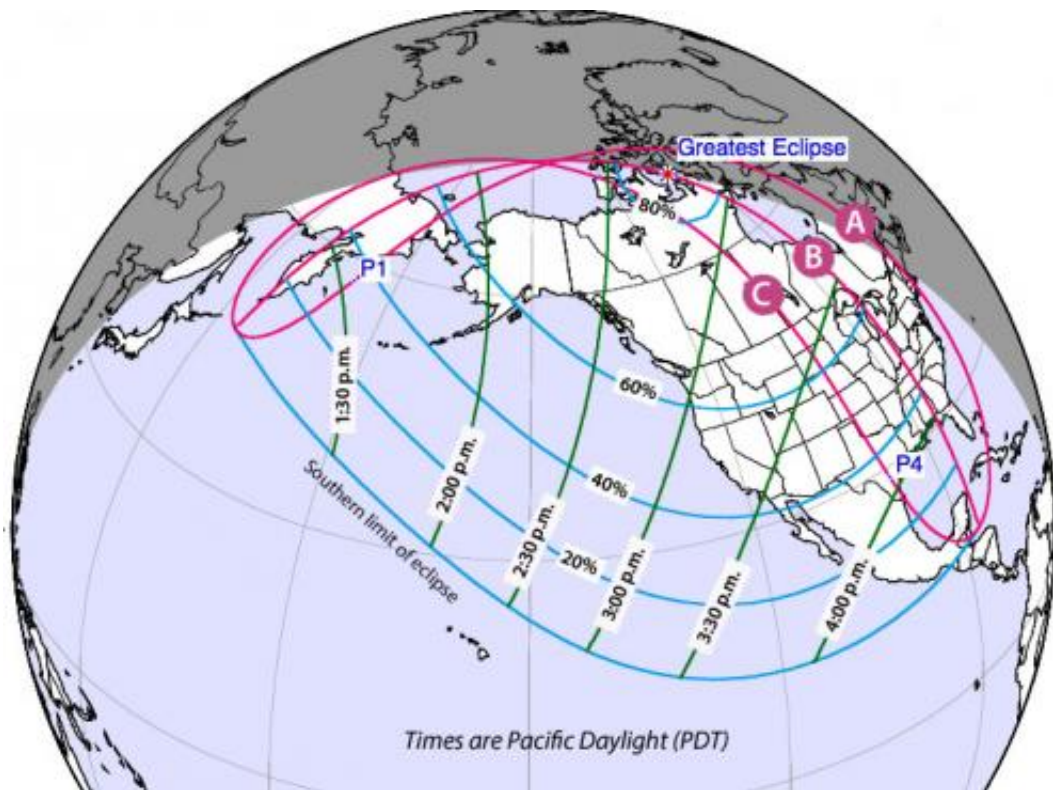 Greatest Eclipse
80%
A
B
C
P1
60%
1:30 p.m.
2:00 p.m.
2:30 p.m.
3:00 p.m.
3:30 p.m.
4:00 p.m.
40%
20%
P4
Southern limit of eclipse
Times are Pacific Daylight (PDT)